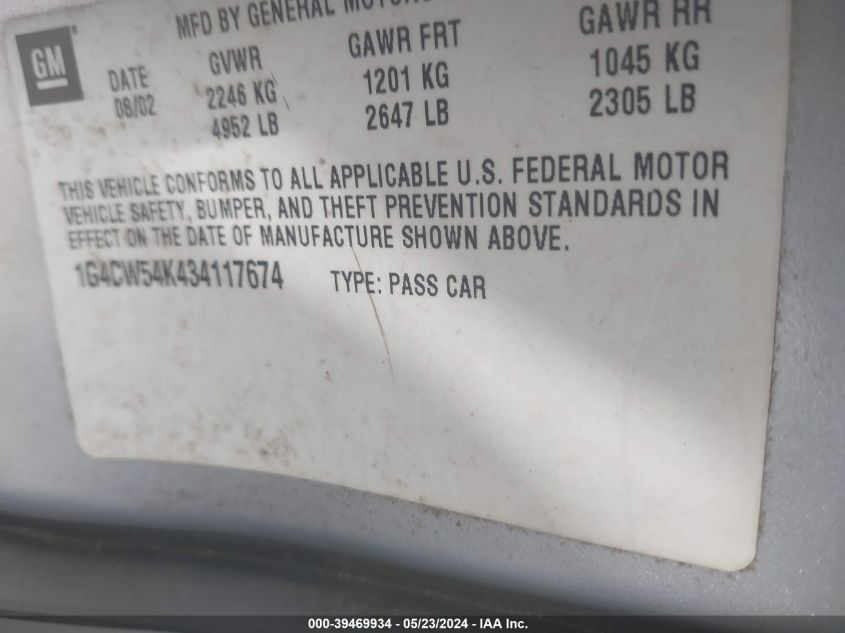 GM
MFD BY GENERAL MOTORS
DATE GVWR GAWR FRT GAWR RR
08/02 2246 KG 1201 KG 1045 KG
4952 LB 2647 LB 2305 LB
THIS VEHICLE CONFORMS TO ALL APPLICABLE U.S. FEDERAL MOTOR
VEHICLE SAFETY, BUMPER, AND THEFT PREVENTION STANDARDS IN
EFFECT ON THE DATE OF MANUFACTURE SHOWN ABOVE.
1G4CW54K434117674 TYPE: PASS CAR
000-39469934 - 05/23/2024 - IAA Inc.